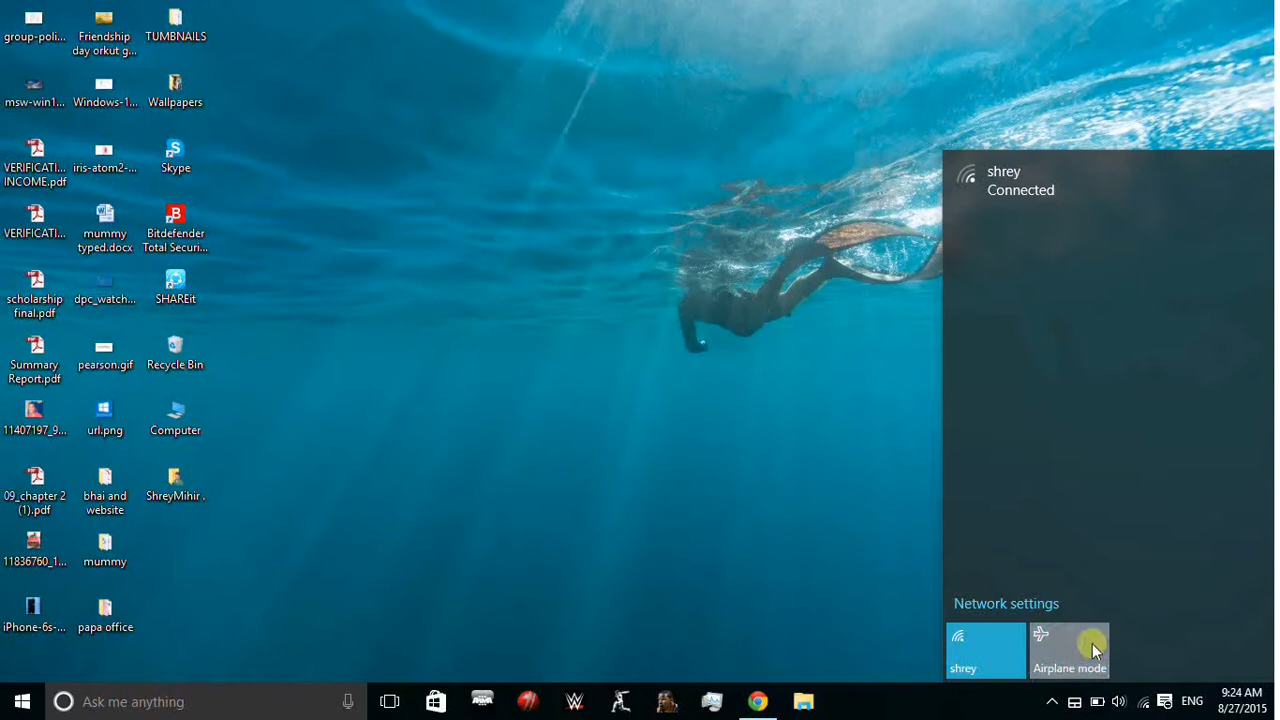 group-poli...
Friendship
day orkut g...
TUMBNAILS
msw-win1...
Windows-1...
Wallpapers
VERIFICATI...
INCOME.pdf
iris-atom2-...
Skype
VERIFICATI...
mummy
typed.docx
Bitdefender
Total Securi...
scholarship
final.pdf
dpc_watch...
SHAREit
Summary
Report.pdf
pearson.gif
Recycle Bin
11407197_9...
url.png
Computer
09_chapter 2
(1).pdf
bhai and
website
ShreyMihir .
11836760_1...
mummy
iPhone-6s-...
papa office
shrey
Connected
Network settings
shrey
Airplane mode
Ask me anything
ENG
9:24 AM
8/27/2015